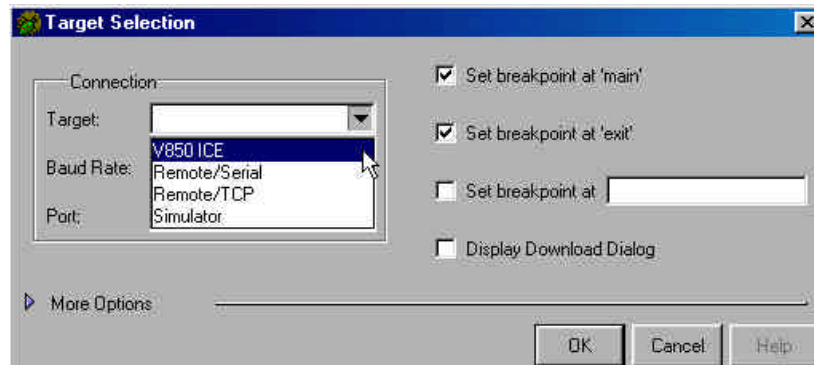 Target Selection
Connection
Target:
V850 ICE
Remote/Serial
Remote/TCP
Simulator
Baud Rate:
Port:
Set breakpoint at 'main'
Set breakpoint at 'exit'
Set breakpoint at
Display Download Dialog
More Options
OK
Cancel
Help